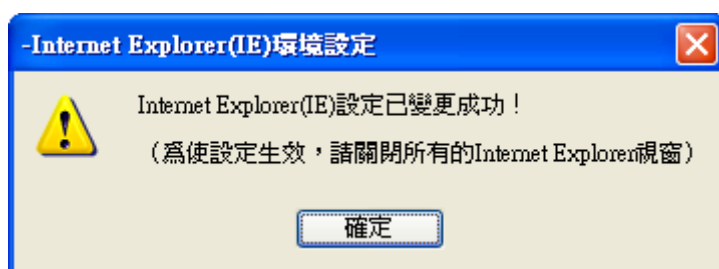 -Internet Explorer(IE)環境設定
Internet Explorer(IE)設定已變更成功！
（為使設定生效，請關閉所有的Internet Explorer視窗）
確定